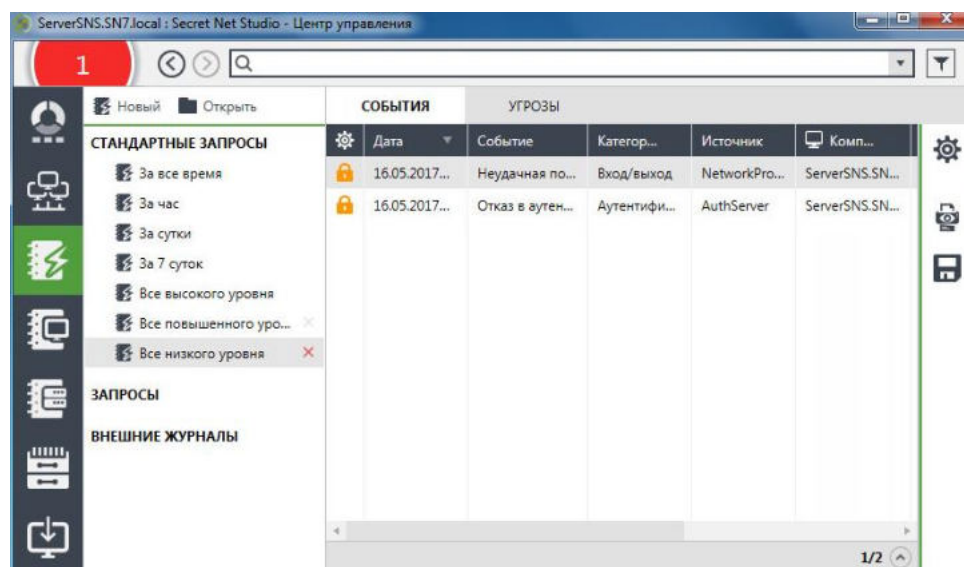 ServerSNS.SN7.local : Secret Net Studio - Центр управления
1
Новый Открыть
СОБЫТИЯ УГРОЗЫ
СТАНДАРТНЫЕ ЗАПРОСЫ
Дата Событие Категор... Источник Комп...
За все время
16.05.2017... Неудачная по... Вход/выход NetworkPro... ServerSNS.SN...
За час
16.05.2017... Отказ в аутен... Аутентифи... AuthServer ServerSNS.SN...
За сутки
За 7 суток
Все высокого уровня
Все повышенного уро...
Все низкого уровня
ЗАПРОСЫ
ВНЕШНИЕ ЖУРНАЛЫ
1/2